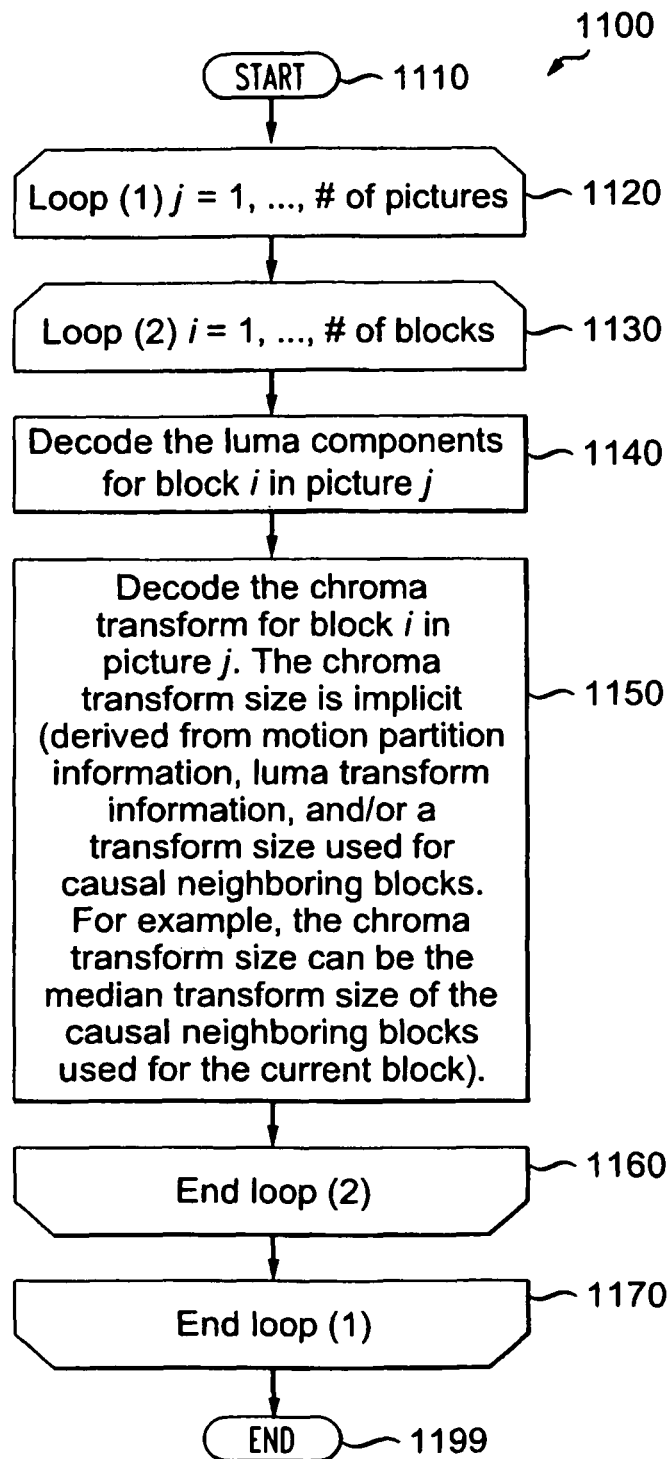 1100
START 1110
Loop (1) j = 1, ..., # of pictures 1120
Loop (2) i = 1, ..., # of blocks 1130
Decode the luma components
for block i in picture j
1140
Decode the chroma
transform for block i in
picture j. The chroma
transform size is implicit
(derived from motion partition
information, luma transform
information, and/or a
transform size used for
causal neighboring blocks.
For example, the chroma
transform size can be the
median transform size of the
causal neighboring blocks
used for the current block).
1150
End loop (2) 1160
End loop (1) 1170
END 1199